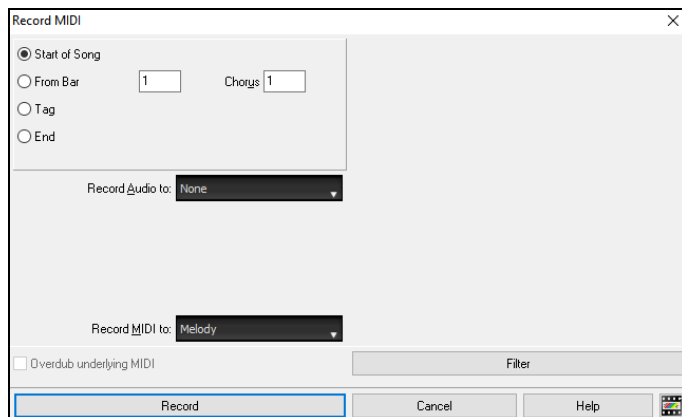 Record MIDI
Start of Song
From Bar 1 Chorus 1
Tag
End
Record Audio to: None
Record MIDI to: Melody
Overdub underlying MIDI
Filter
Record Cancel Help